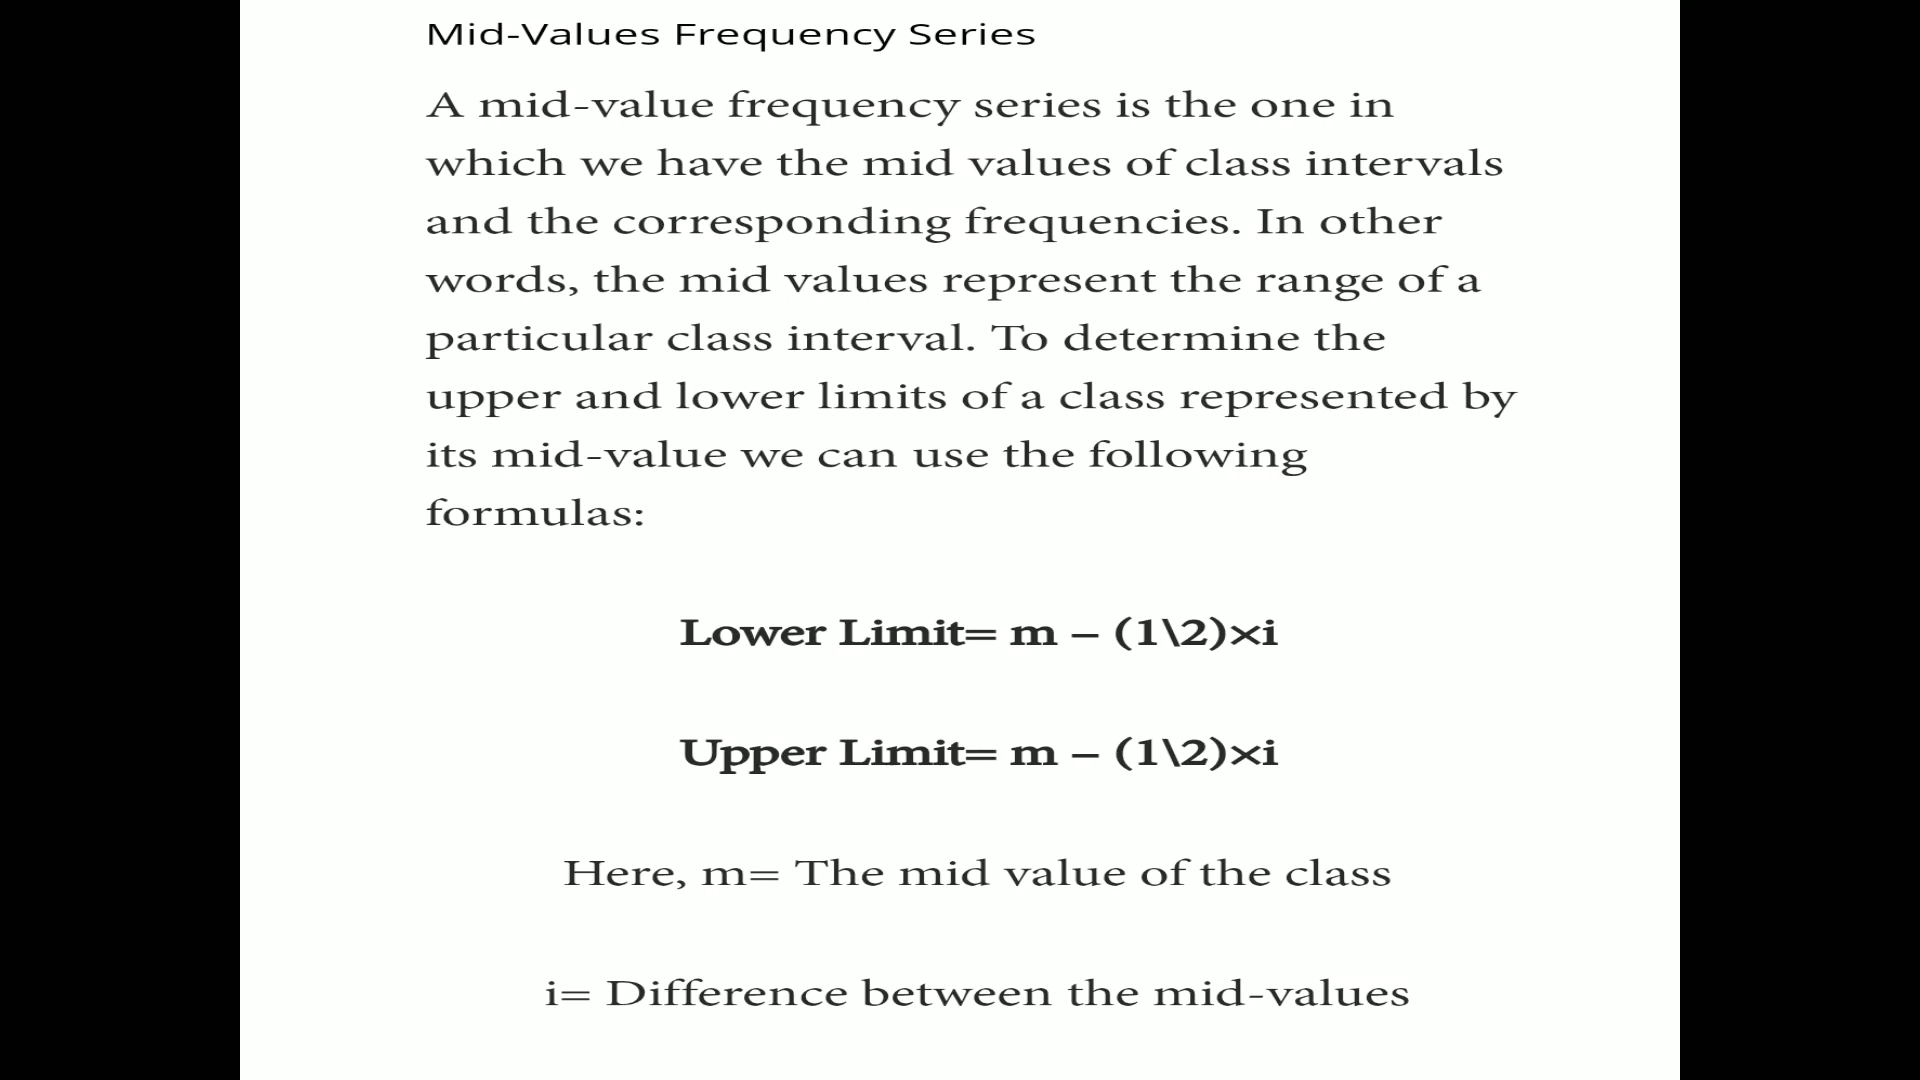 Mid-Values Frequency Series
A mid-value frequency series is the one in
which we have the mid values of class intervals
and the corresponding frequencies. In other
words, the mid values represent the range of a
particular class interval. To determine the
upper and lower limits of a class represented by
its mid-value we can use the following
formulas:
Lower Limit= m – (1\2)×i
Upper Limit= m – (1\2)×i
Here, m= The mid value of the class
i= Difference between the mid-values